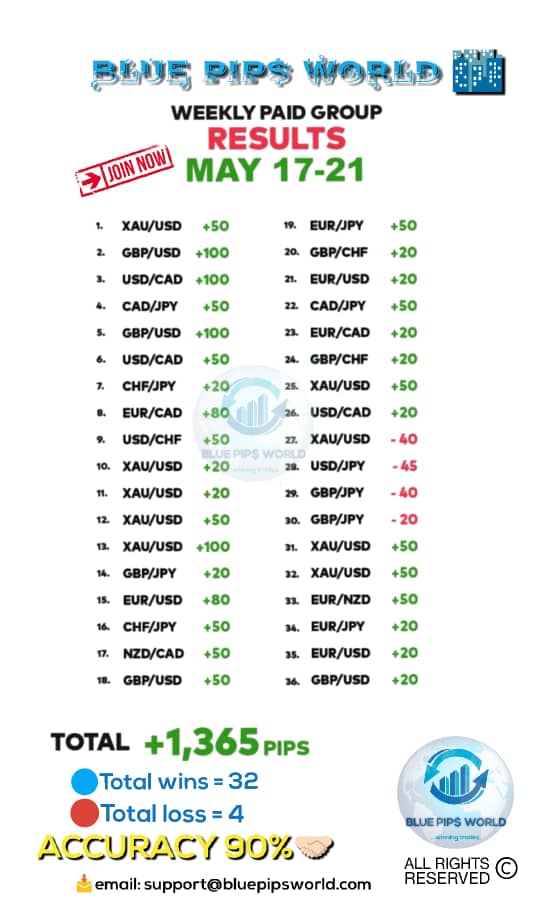 BLUE PIP$ WORLD
WEEKLY PAID GROUP
RESULTS
JOIN NOW
MAY 17-21
1. XAU/USD +50
2. GBP/USD +100
3. USD/CAD +100
4. CAD/JPY +50
5. GBP/USD +100
6. USD/CAD +50
7. CHF/JPY +20
8. EUR/CAD +80
9. USD/CHF +50
10. XAU/USD +20
11. XAU/USD +20
12. XAU/USD +50
13. XAU/USD +100
14. GBP/JPY +20
15. EUR/USD +80
16. CHF/JPY +50
17. NZD/CAD +50
18. GBP/USD +50
19. EUR/JPY +50
20. GBP/CHF +20
21. EUR/USD +20
22. CAD/JPY +50
23. EUR/CAD +20
24. GBP/CHF +20
25. XAU/USD +50
26. USD/CAD +20
27. XAU/USD - 40
28. USD/JPY - 45
29. GBP/JPY - 40
30. GBP/JPY - 20
31. XAU/USD +50
32. XAU/USD +50
33. EUR/NZD +50
34. EUR/JPY +20
35. EUR/USD +20
36. GBP/USD +20
BLUE PIP$ WORLD
winning trades
TOTAL +1,365 PIPS
Total wins = 32
Total loss = 4
ACCURACY 90%
email: support@bluepipsworld.com
BLUE PIP$ WORLD
winning trades
ALL RIGHTS
RESERVED ©